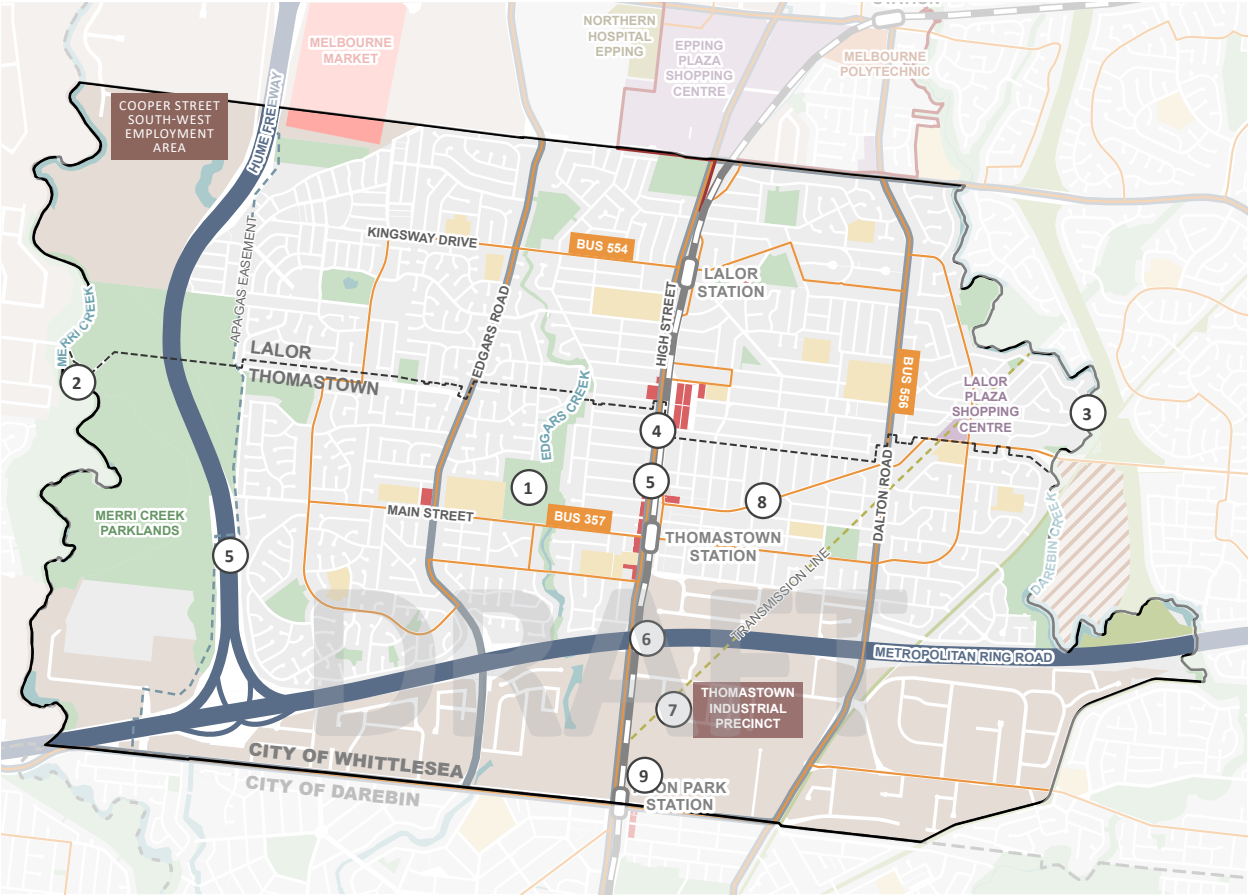 STATION
NORTHERN
HOSPITAL
EPPING
MELBOURNE
MARKET
EPPING
PLAZA
SHOPPING
CENTRE
MELBOURNE
POLYTECHNIC
COOPER STREET
SOUTH-WEST
EMPLOYMENT
AREA
HUME FREEWAY
APA GAS EASEMENT
KINGSWAY DRIVE
BUS 554
LALOR
STATION
MERRI CREEK
EDGARS ROAD
HIGH STREET
LALOR
THOMASTOWN
BUS 556
LALOR
PLAZA
SHOPPING
CENTRE
2
3
EDGARS CREEK
4
1
5
8
MAIN STREET
BUS 357
DALTON ROAD
MERRI CREEK
PARKLANDS
5
THOMASTOWN
STATION
DAREBIN CREEK
TRANSMISSION LINE
DRAFT
6
METROPOLITAN RING ROAD
7
THOMASTOWN
INDUSTRIAL
PRECINCT
CITY OF WHITTLESEA
CITY OF DAREBIN
9
ON PARK
STATION